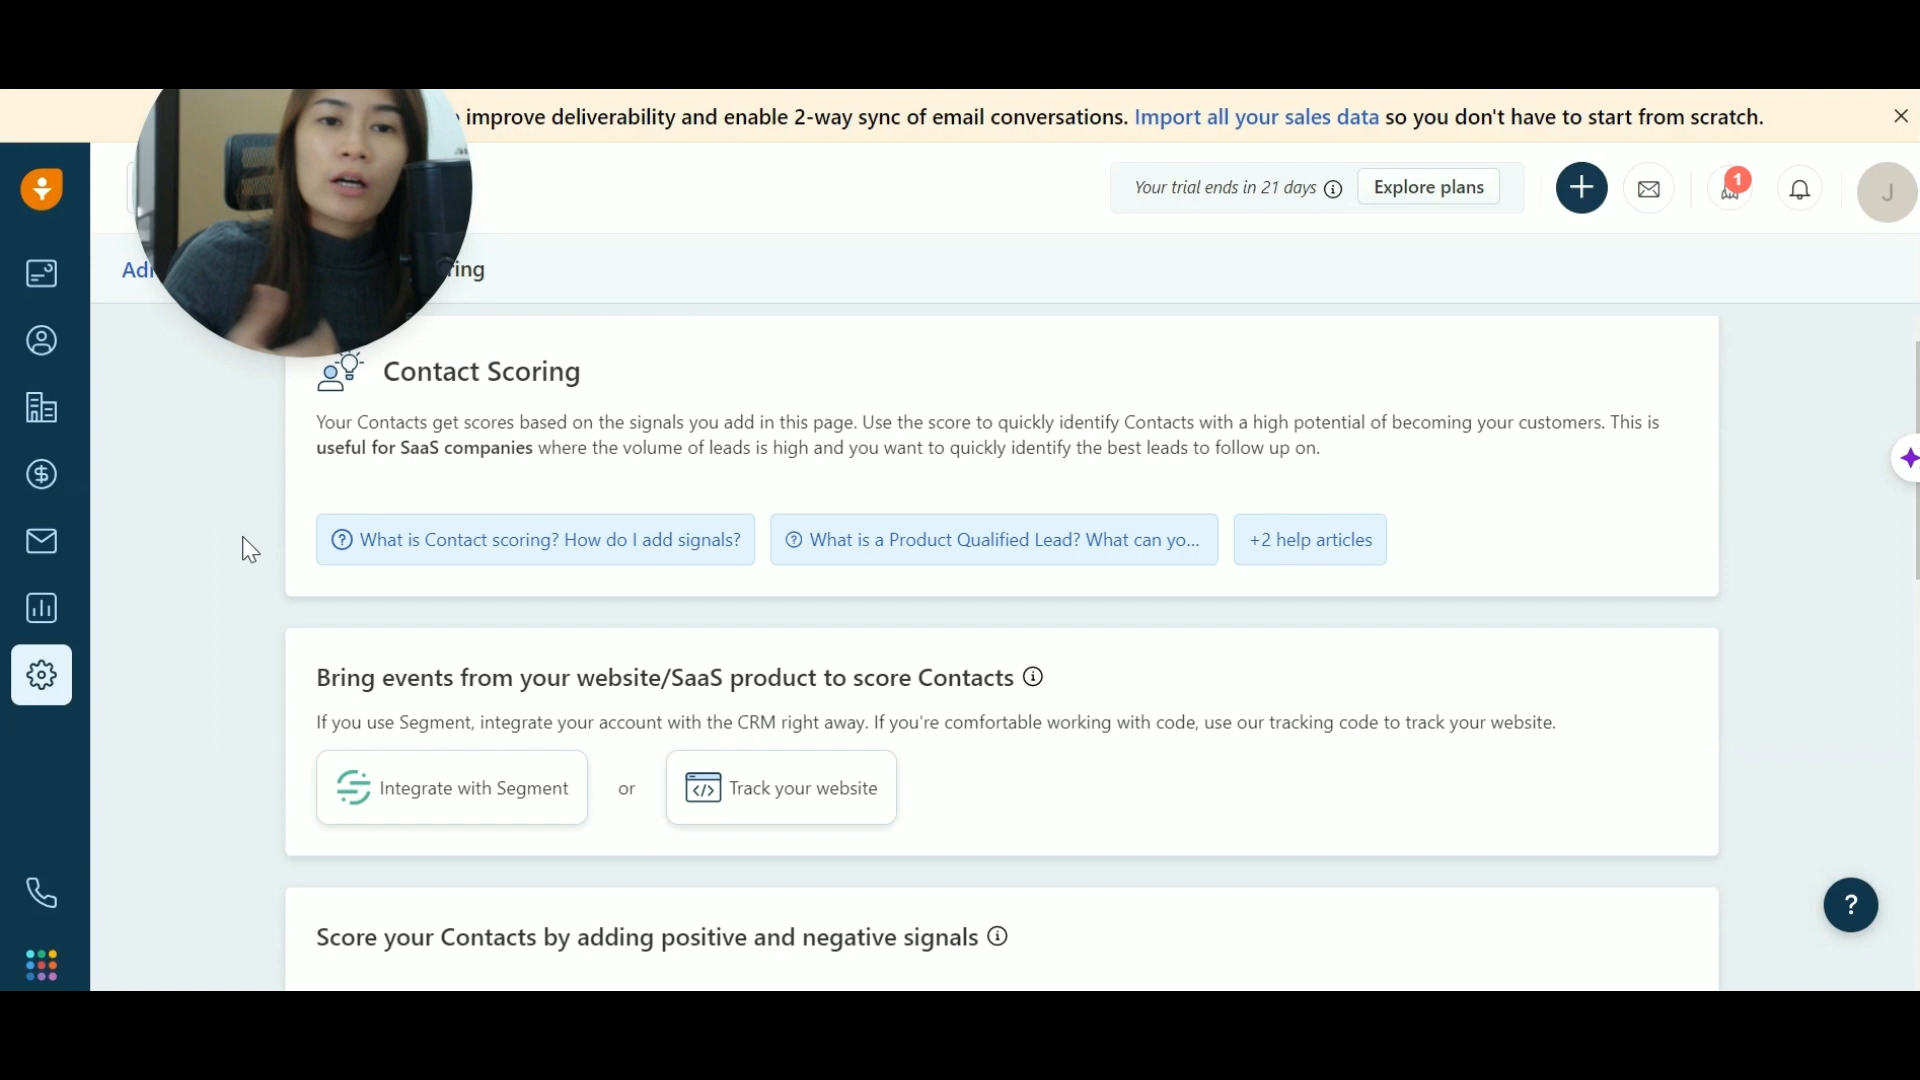 improve deliverability and enable 2-way sync of email conversations. Import all your sales data so you don't have to start from scratch.
Your trial ends in 21 days
Explore plans
1
J
Contact Scoring
Your Contacts get scores based on the signals you add in this page. Use the score to quickly identify Contacts with a high potential of becoming your customers. This is
useful for SaaS companies where the volume of leads is high and you want to quickly identify the best leads to follow up on.
What is Contact scoring? How do I add signals?
What is a Product Qualified Lead? What can yo...
+2 help articles
Bring events from your website/SaaS product to score Contacts
If you use Segment, integrate your account with the CRM right away. If you're comfortable working with code, use our tracking code to track your website.
Integrate with Segment
or
Track your website
Score your Contacts by adding positive and negative signals
?